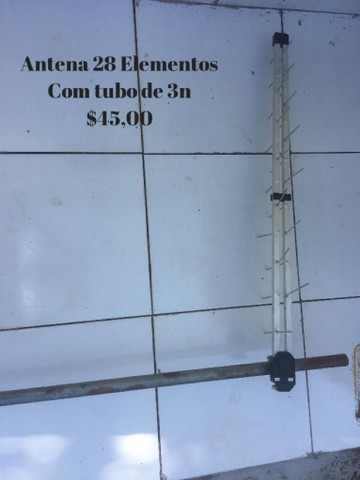 Antena 28 Elementos
Com tubo de 3n
$45,00